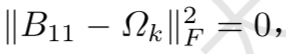 ‖B₁₁ − Ωₖ‖²_F = 0,